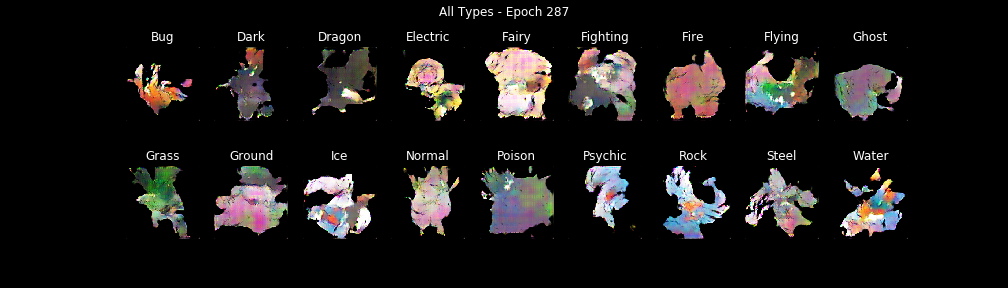 All Types - Epoch 287
Bug Dark Dragon Electric Fairy Fighting Fire Flying Ghost
Grass Ground Ice Normal Poison Psychic Rock Steel Water